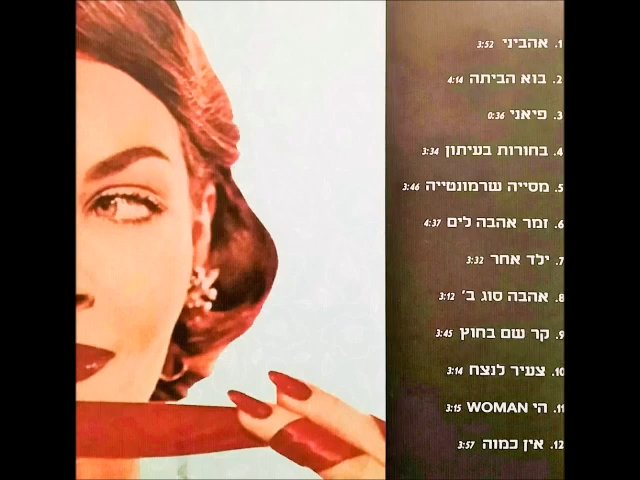 1. אהביני 3:52
2. בוא הביתה 4:14
3. פיאני 0:36
4. בחורות בעיתון 3:34
5. מסייה שרמונטייה 3:46
6. זמר אהבה לים 4:37
7. ילד אחר 3:32
8. אהבה סוג ב' 3:12
9. קר שם בחוץ 3:45
10. צעיר לנצח 3:14
11. הי WOMAN 3:15
12. אין כמוה 3:57